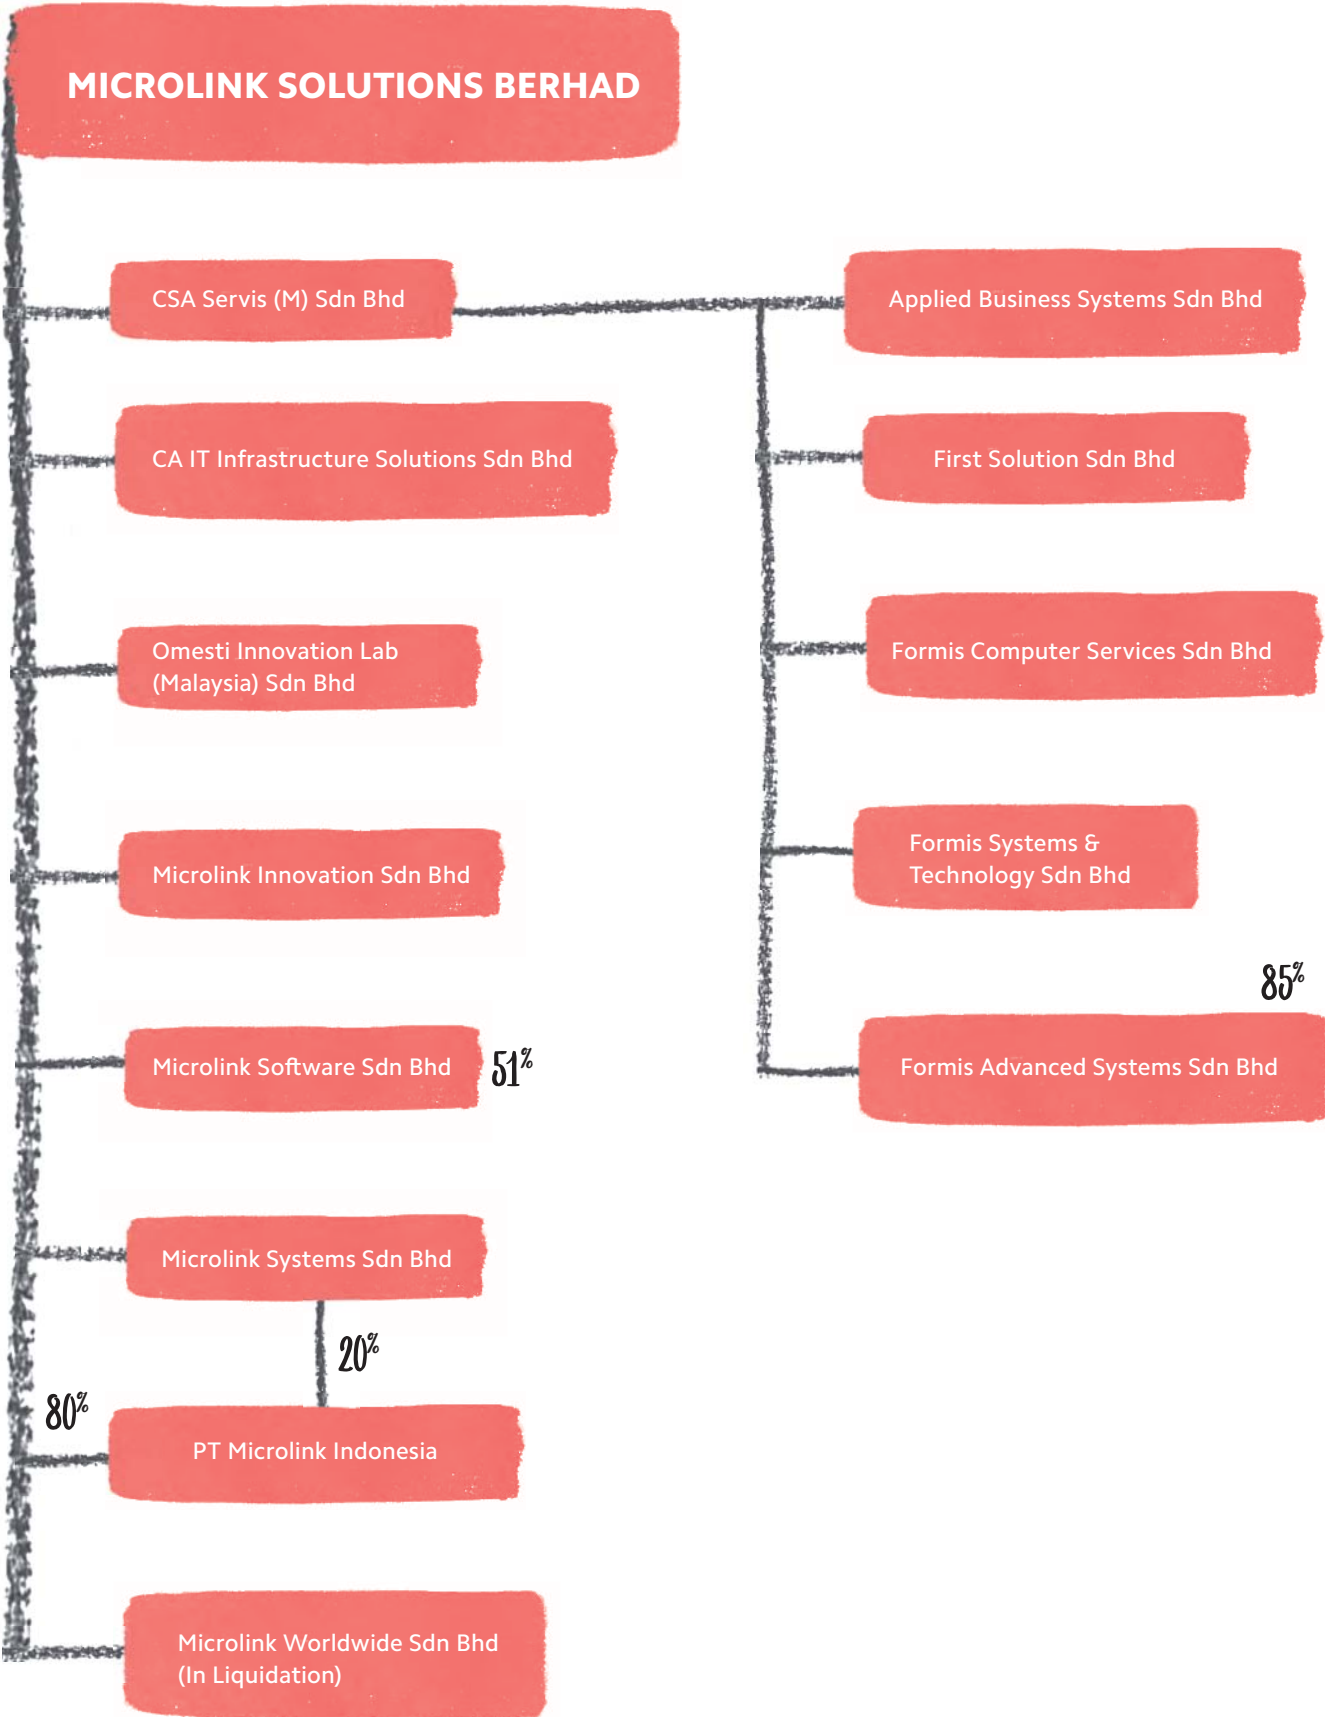 MICROLINK SOLUTIONS BERHAD
CSA Servis (M) Sdn Bhd
Applied Business Systems Sdn Bhd
CA IT Infrastructure Solutions Sdn Bhd
First Solution Sdn Bhd
Omesti Innovation Lab
(Malaysia) Sdn Bhd
Formis Computer Services Sdn Bhd
Microlink Innovation Sdn Bhd
Formis Systems &
Technology Sdn Bhd
85%
Microlink Software Sdn Bhd
51%
Formis Advanced Systems Sdn Bhd
Microlink Systems Sdn Bhd
20%
80%
PT Microlink Indonesia
Microlink Worldwide Sdn Bhd
(In Liquidation)